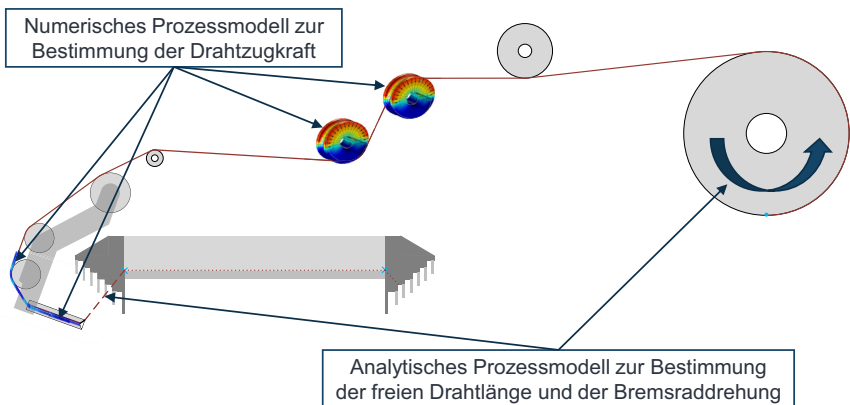 Numerisches Prozessmodell zur
Bestimmung der Drahtzugkraft
Analytisches Prozessmodell zur Bestimmung
der freien Drahtlänge und der Bremsraddrehung